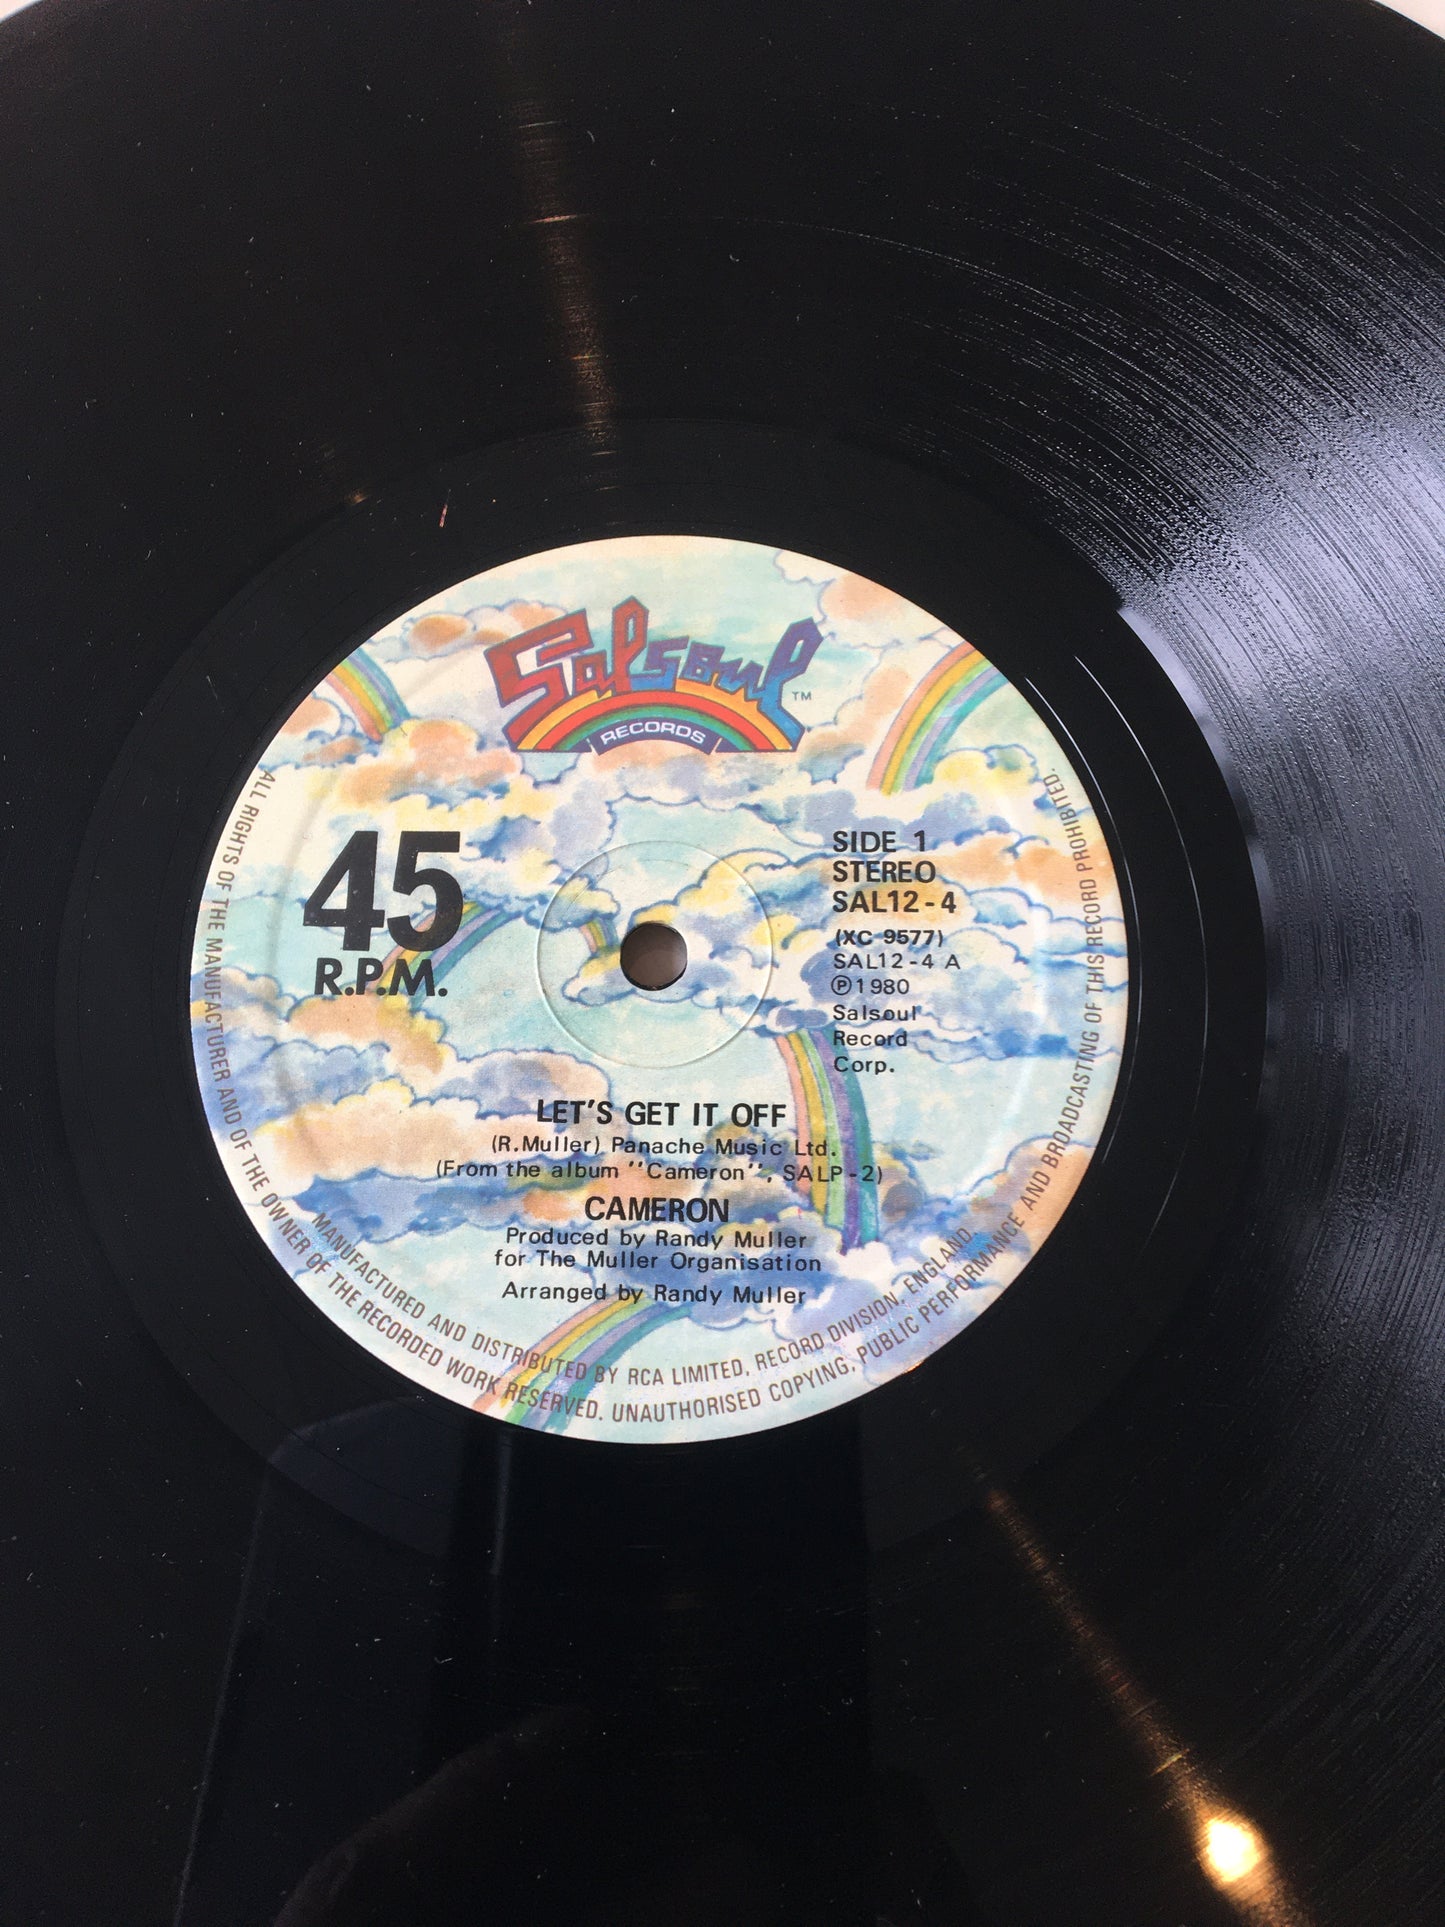 Salsoul ™
RECORDS
45
R.P.M.
SIDE 1
STEREO
SAL12-4
(XC 9577)
SAL12-4 A
℗1980
Salsoul
Record
Corp.
LET'S GET IT OFF
(R.Muller) Panache Music Ltd.
(From the album ''Cameron'', SALP-2)
CAMERON
Produced by Randy Muller
for The Muller Organisation
Arranged by Randy Muller
MANUFACTURED AND DISTRIBUTED BY RCA LIMITED, RECORD DIVISION, ENGLAND.
ALL RIGHTS OF THE MANUFACTURER AND OF THE OWNER OF THE RECORDED WORK RESERVED. UNAUTHORISED COPYING, PUBLIC PERFORMANCE AND BROADCASTING OF THIS RECORD PROHIBITED.